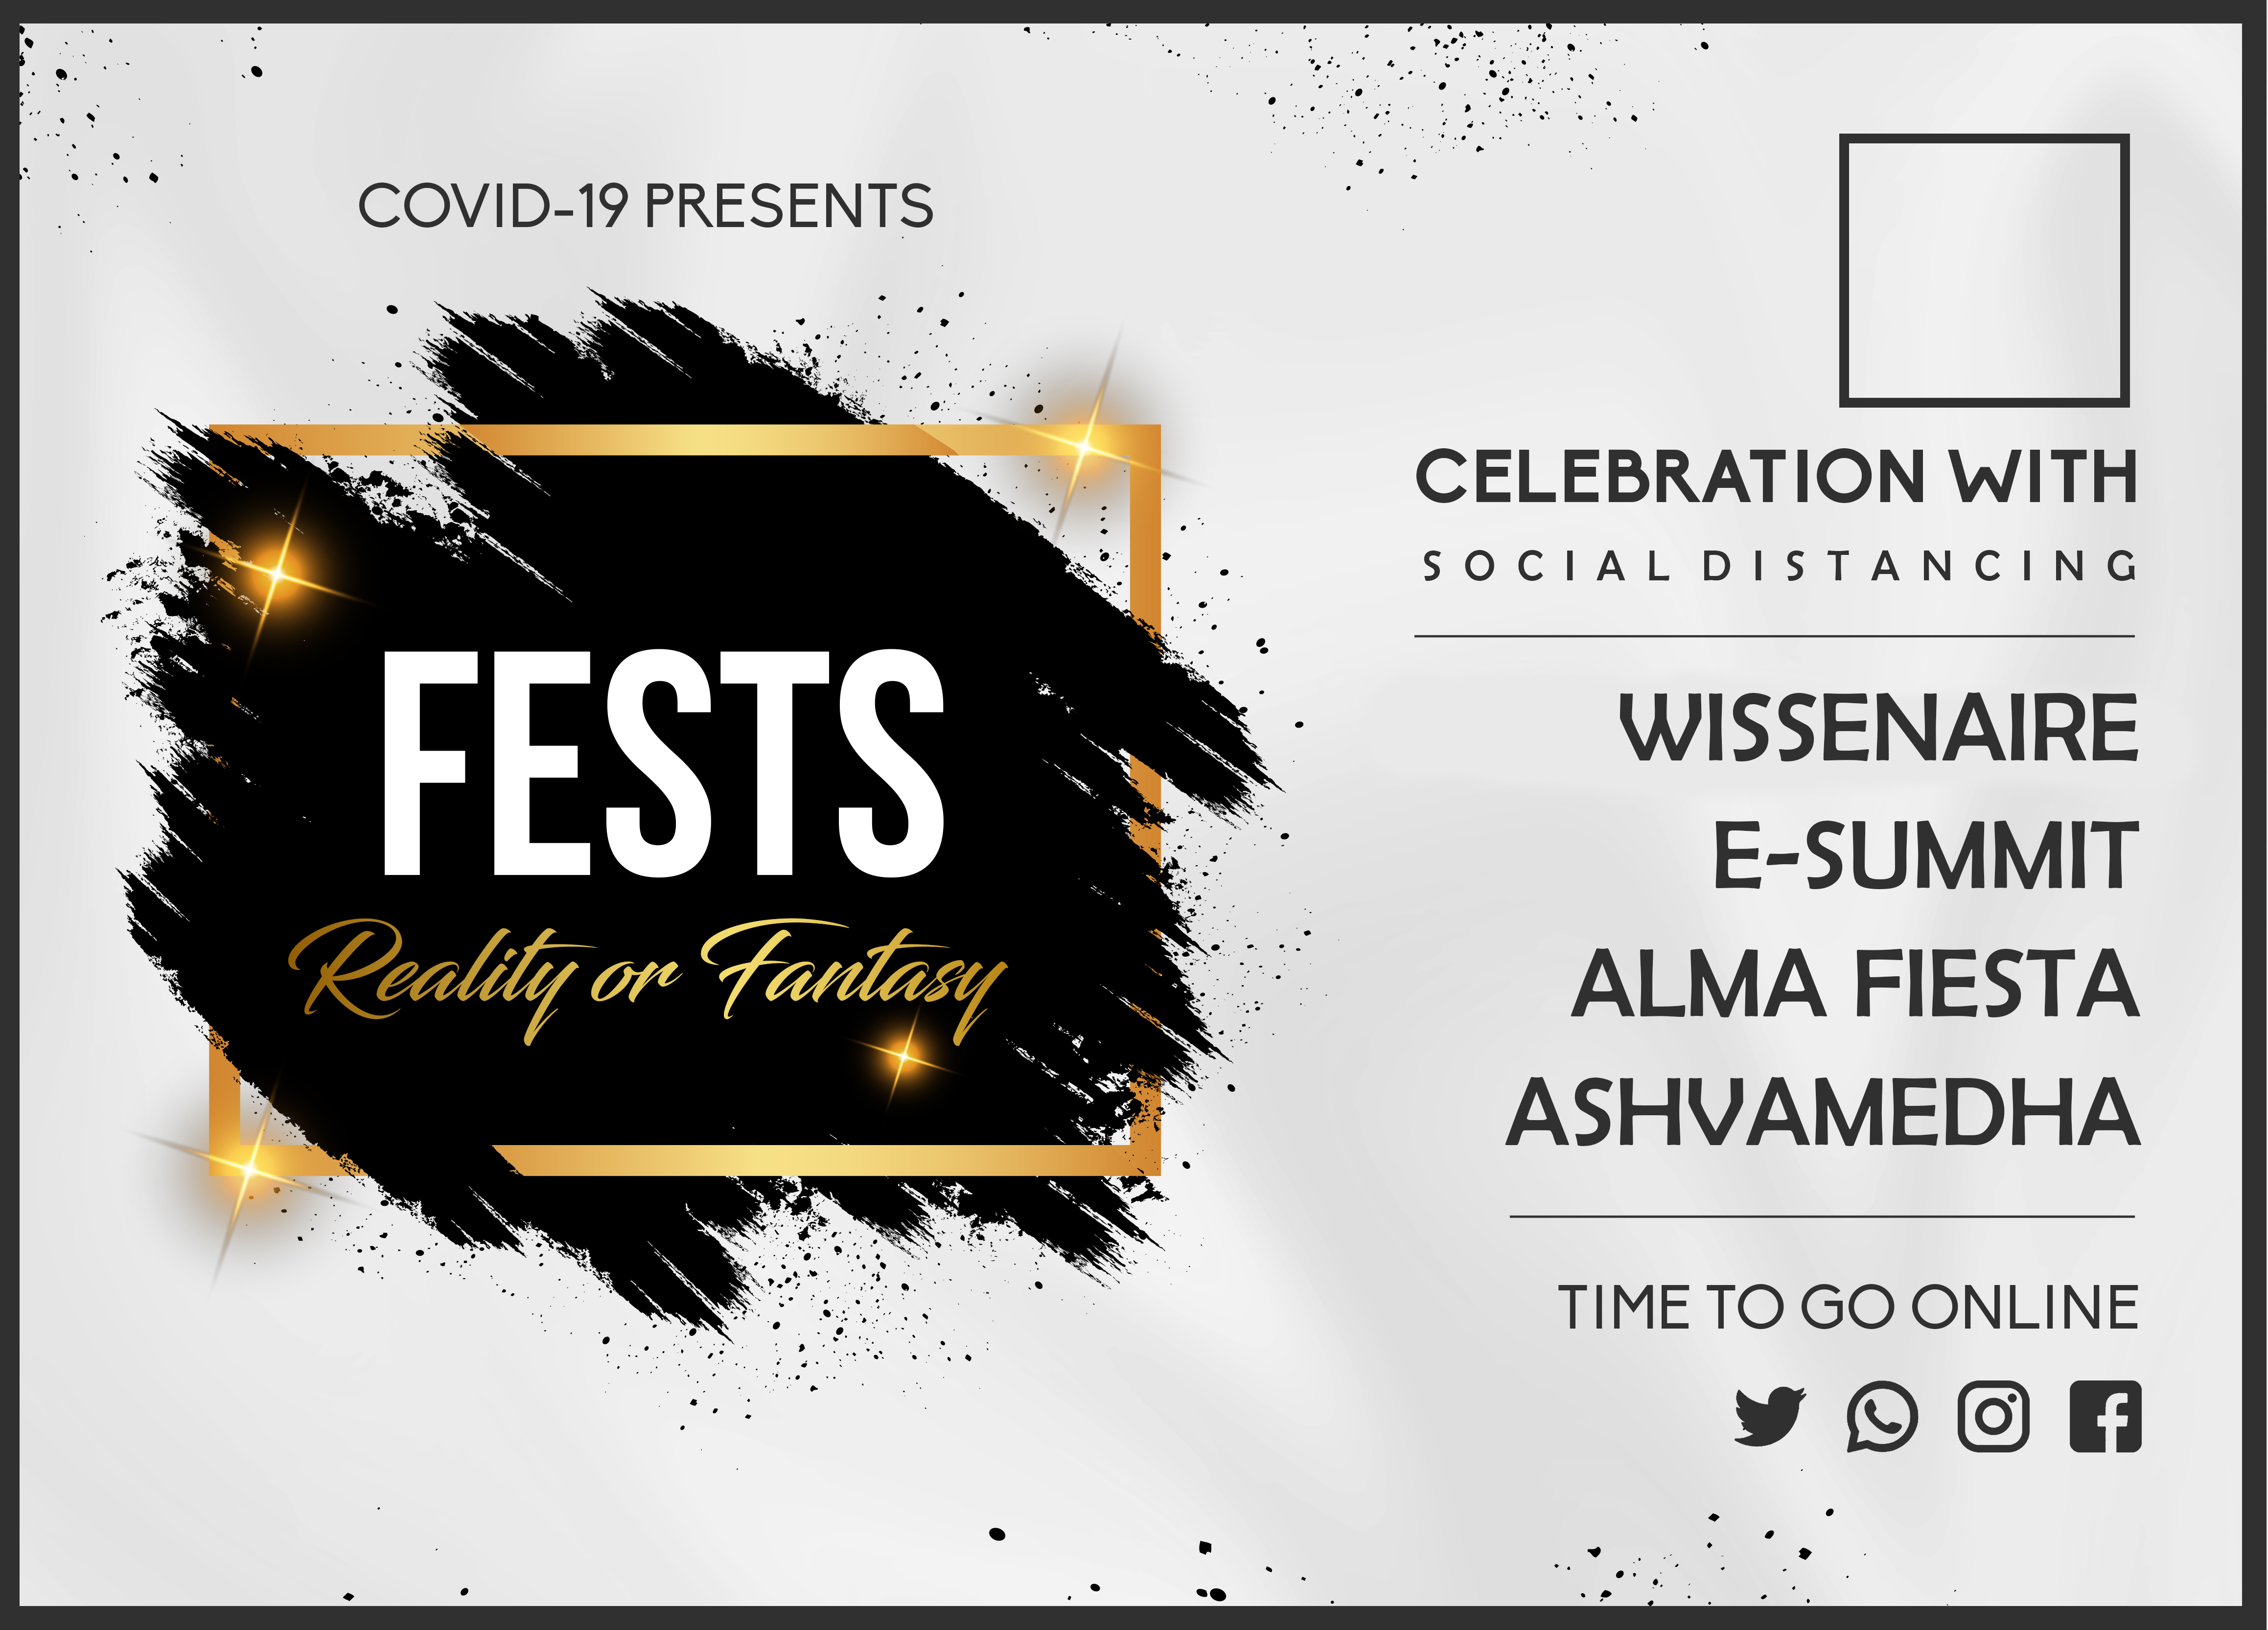 COVID-19 PRESENTS
FESTS
Reality or Fantasy
CELEBRATION WITH
SOCIAL DISTANCING
WISSENAIRE
E-SUMMIT
ALMA FIESTA
ASHVAMEDHA
TIME TO GO ONLINE